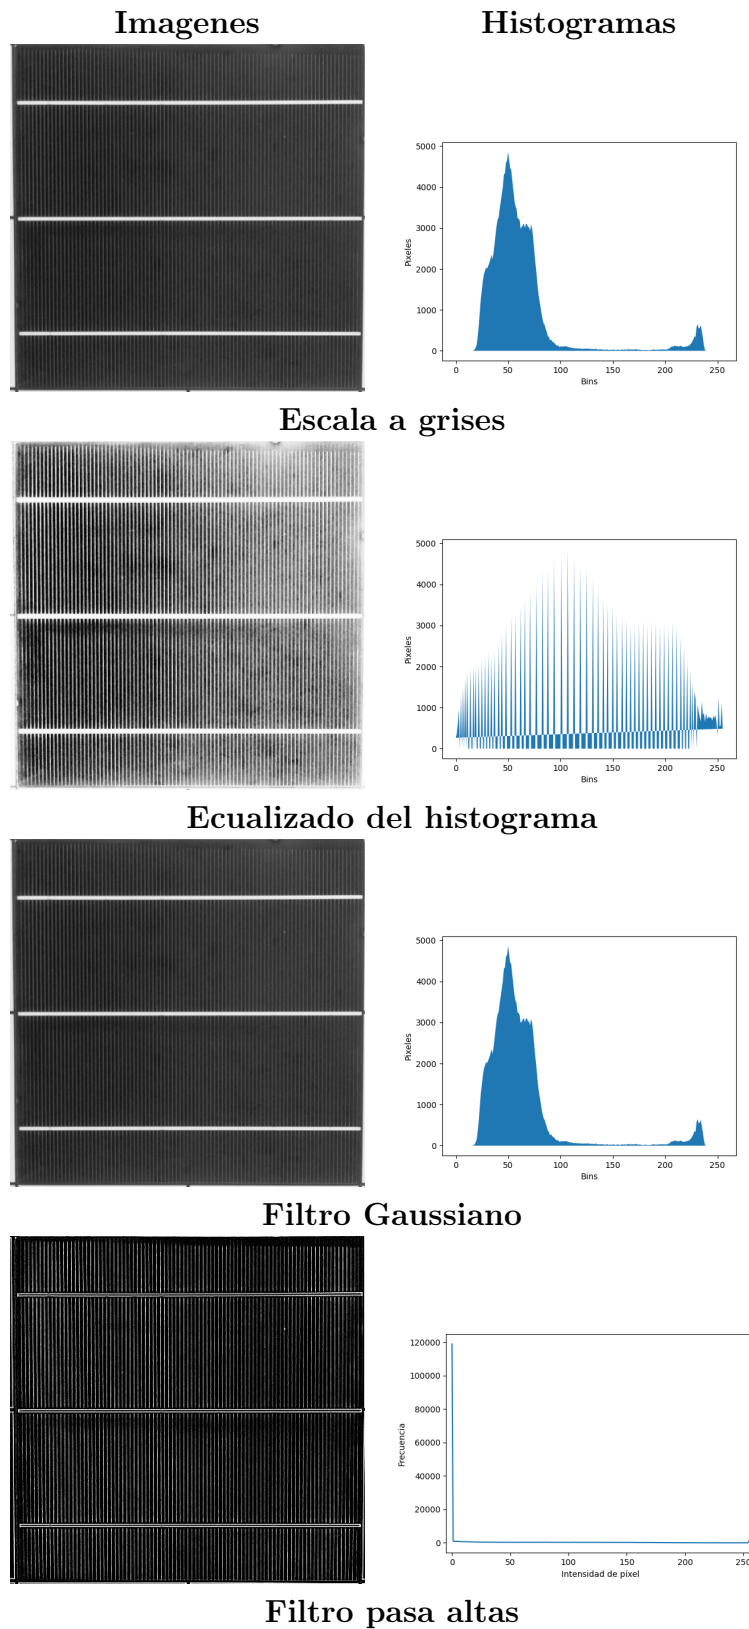 Imagenes
Histogramas
5000
4000
3000
2000
1000
0
Pixeles
0 50 100 150 200 250
Bins
Escala a grises
5000
4000
3000
2000
1000
0
Pixeles
0 50 100 150 200 250
Bins
Ecualizado del histograma
5000
4000
3000
2000
1000
0
Pixeles
0 50 100 150 200 250
Bins
Filtro Gaussiano
120000
100000
80000
60000
40000
20000
0
Frecuencia
0 50 100 150 200 250
Intensidad de píxel
Filtro pasa altas